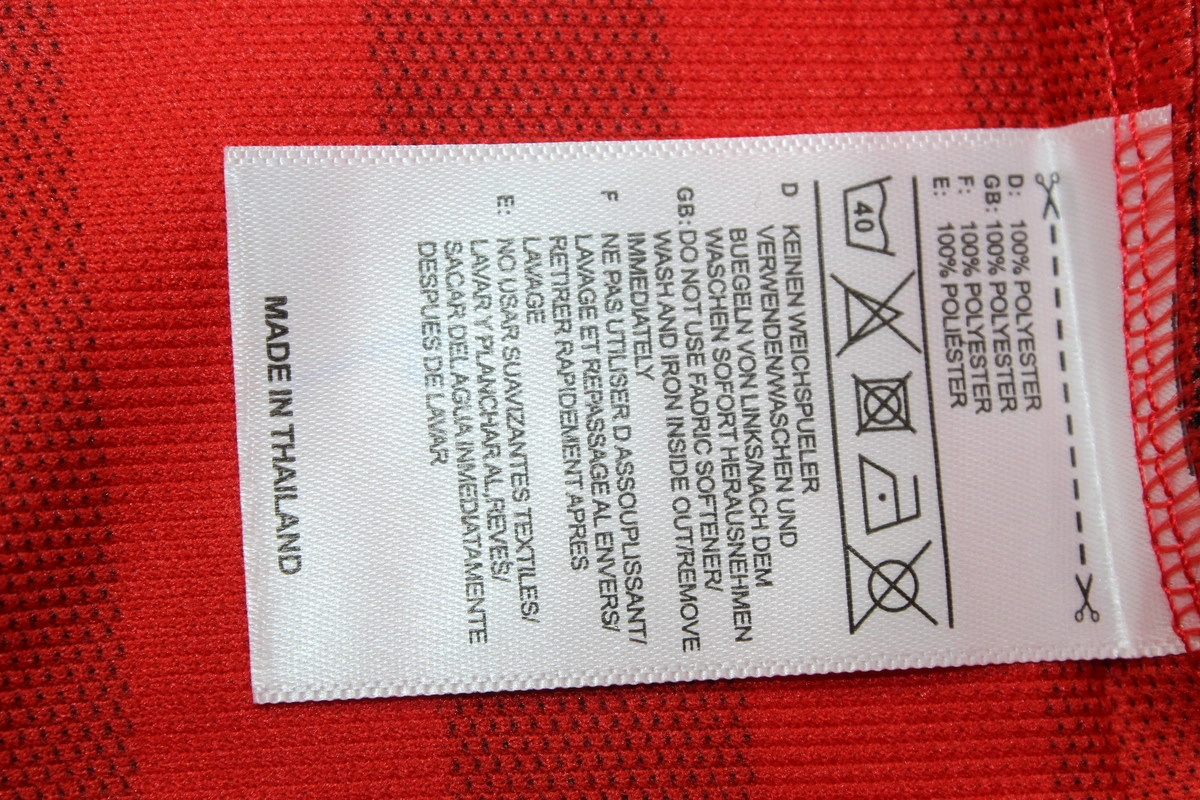 D: 100% POLYESTER
GB: 100% POLYESTER
F: 100% POLYESTER
E: 100% POLIÉSTER
40
D KEINEN WEICHSPUELER
VERWENDEN/WASCHEN UND
BUEGELN VON LINKS/NACH DEM
WASCHEN SOFORT HERAUSNEHMEN
GB: DO NOT USE FADRIC SOFTENER/
WASH AND IRON INSIDE OUT/REMOVE
IMMEDIATELY
F NE PAS UTILISER D,ASSOUPLISSANT/
LAVAGE ET REPASSAGE AL ENVERS/
RETIRER RAPIDEMENT APRES
LAVAGE
E: NO USAR SUAVIZANTES TEXTILES/
LAVAR Y PLANCHAR AL,REVEŚ/
SACAR DEL AGUA INMEDIATAMENTE
DESPUES DE LAVAR
MADE IN THAILAND